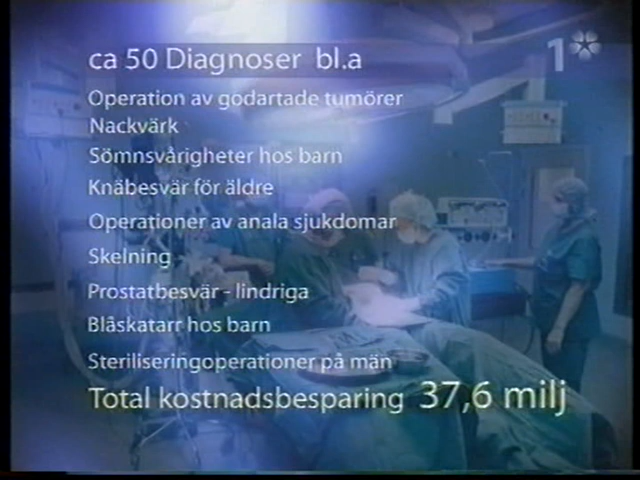 ca 50 Diagnoser bl.a
1
Operation av godartade tumörer
Nackvärk
Sömnsvårigheter hos barn
Knäbesvär för äldre
Operationer av anala sjukdomar
Skelning
Prostatbesvär - lindriga
Blåskatarr hos barn
Steriliseringoperationer på män
Total kostnadsbesparing 37,6 milj